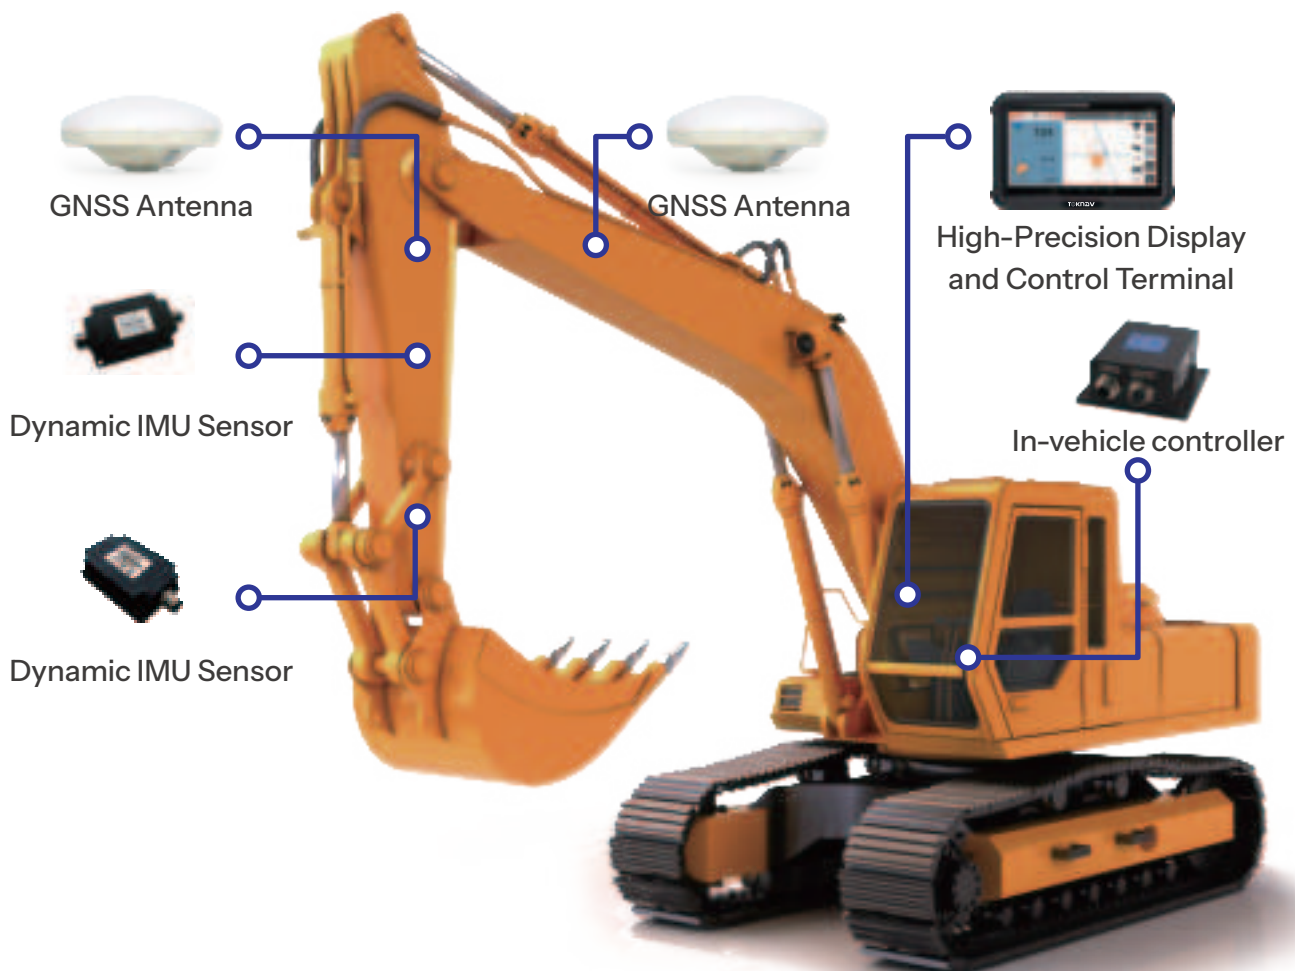 GNSS Antenna
GNSS Antenna
TEKNAV
High-Precision Display
and Control Terminal
Dynamic IMU Sensor
In-vehicle controller
Dynamic IMU Sensor